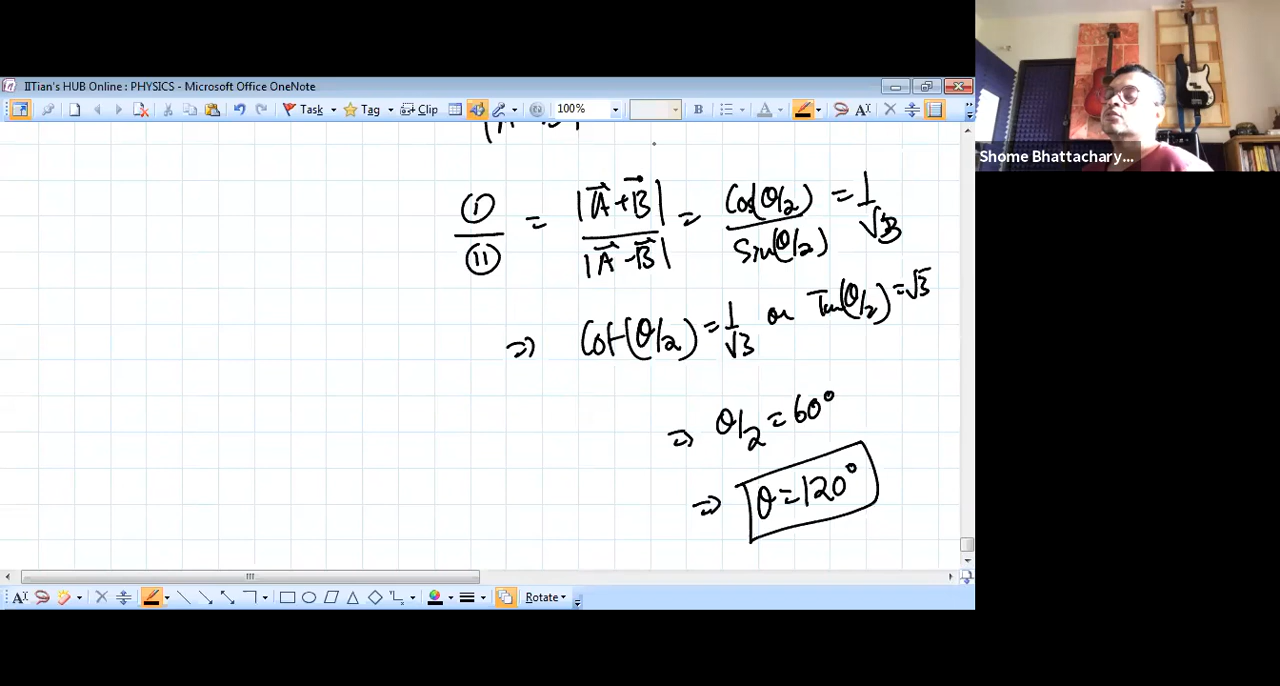 IITian's HUB Online : PHYSICS - Microsoft Office OneNote
Task Tag Clip 100% B A A
Shome Bhattachary...
(I)/(II) = |A⃗+B⃗|/|A⃗-B⃗| = Cos(θ/2)/Sin(θ/2) = 1/√3
⇒ Cot(θ/2) = 1/√3 or Tan(θ/2) = √3
⇒ θ/2 = 60°
⇒ θ = 120°
A Rotate